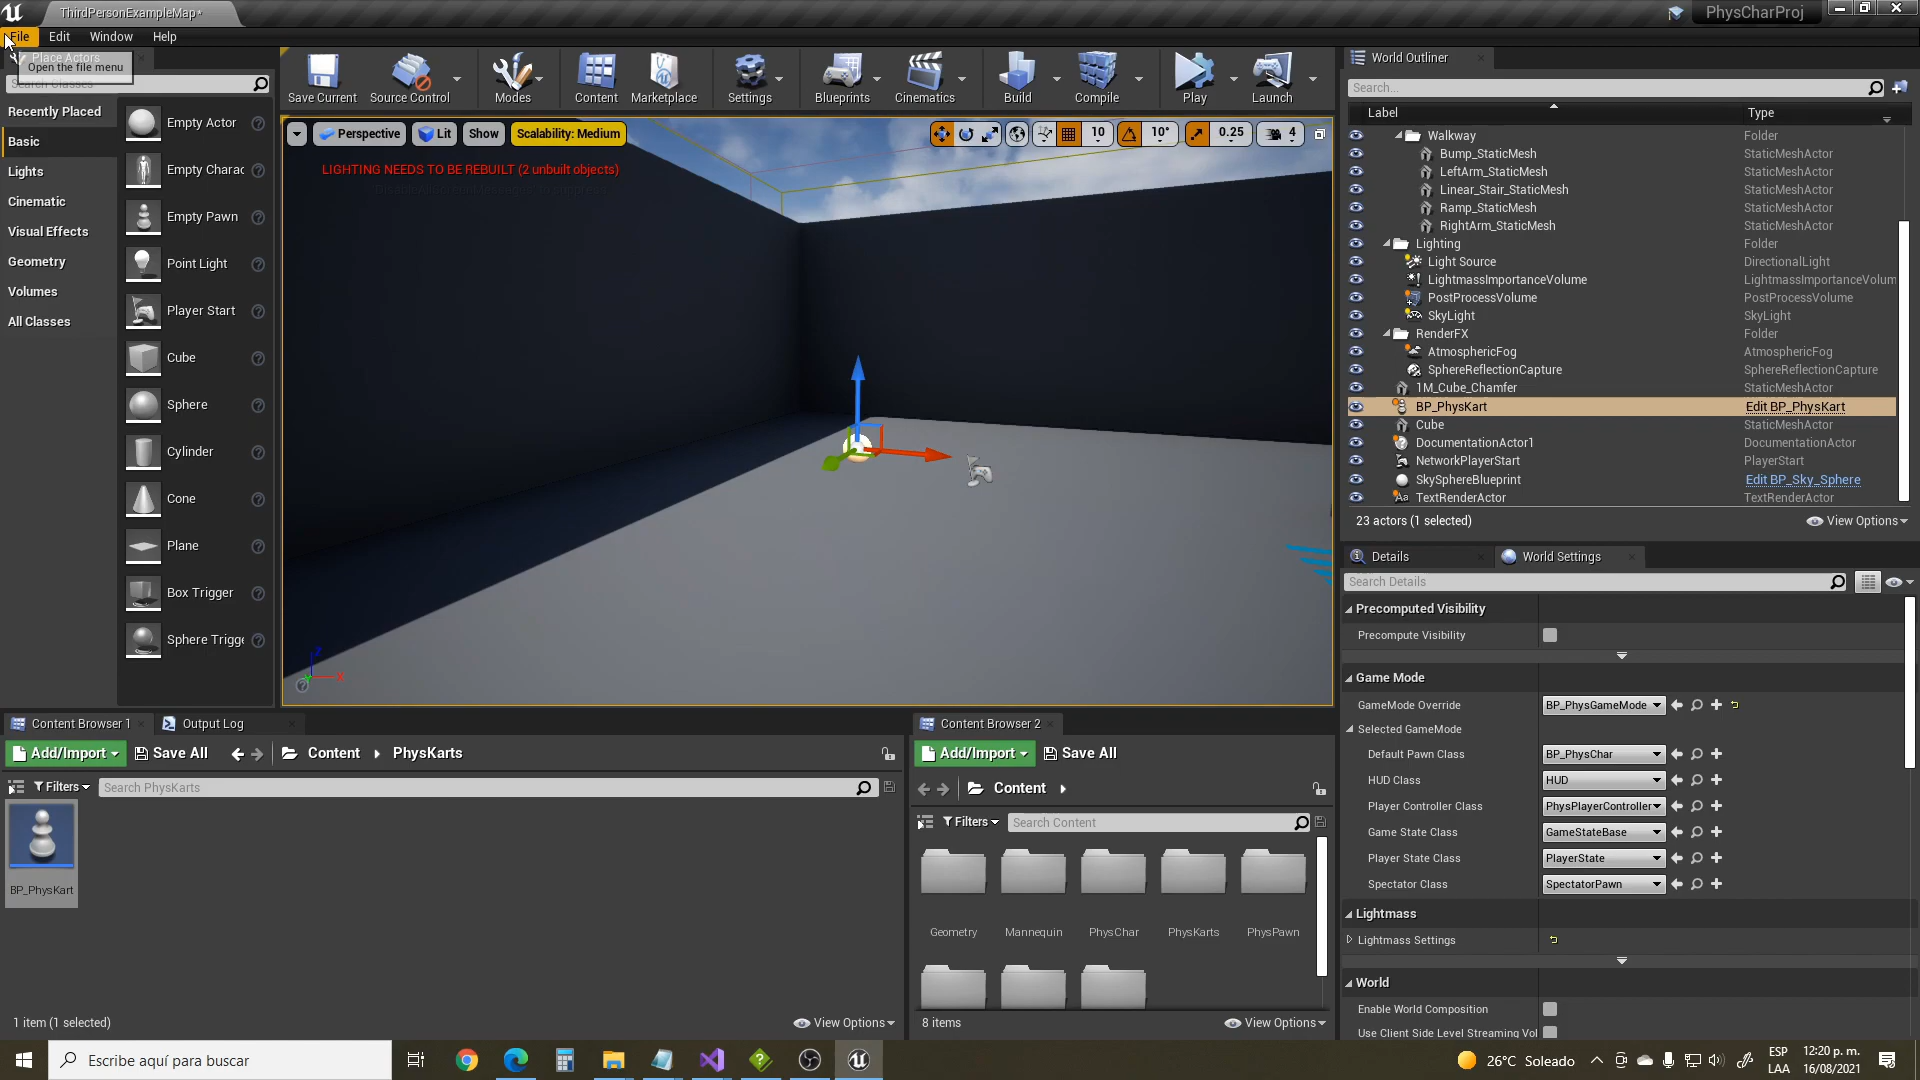 ThirdPersonExampleMap*
PhysCharProj
File
Edit
Window
Help
Place Actors
Open the file menu
Search Classes
Recently Placed
Basic
Lights
Cinematic
Visual Effects
Geometry
Volumes
All Classes
Empty Actor
Empty Charac
Empty Pawn
Point Light
Player Start
Cube
Sphere
Cylinder
Cone
Plane
Box Trigger
Sphere Trigge
Save Current
Source Control
Modes
Content
Marketplace
Settings
Blueprints
Cinematics
Build
Compile
Play
Launch
Perspective
Lit
Show
Scalability: Medium
10
10°
0.25
4
LIGHTING NEEDS TO BE REBUILT (2 unbuilt objects)
World Outliner
Search...
Label
Type
Walkway Folder
Bump_StaticMesh StaticMeshActor
LeftArm_StaticMesh StaticMeshActor
Linear_Stair_StaticMesh StaticMeshActor
Ramp_StaticMesh StaticMeshActor
RightArm_StaticMesh StaticMeshActor
Lighting Folder
Light Source DirectionalLight
LightmassImportanceVolume LightmassImportanceVolum
PostProcessVolume PostProcessVolume
SkyLight SkyLight
RenderFX Folder
AtmosphericFog AtmosphericFog
SphereReflectionCapture SphereReflectionCapture
1M_Cube_Chamfer StaticMeshActor
BP_PhysKart Edit BP_PhysKart
Cube StaticMeshActor
DocumentationActor1 DocumentationActor
NetworkPlayerStart PlayerStart
SkySphereBlueprint Edit BP_Sky_Sphere
TextRenderActor TextRenderActor
23 actors (1 selected)
View Options
Details
World Settings
Search Details
Precomputed Visibility
Precompute Visibility
Game Mode
GameMode Override BP_PhysGameMode
Selected GameMode
Default Pawn Class BP_PhysChar
HUD Class HUD
Player Controller Class PhysPlayerController
Game State Class GameStateBase
Player State Class PlayerState
Spectator Class SpectatorPawn
Lightmass
Lightmass Settings
World
Enable World Composition
Use Client Side Level Streaming Vol
Content Browser 1
Output Log
Add/Import
Save All
Content
PhysKarts
Filters
Search PhysKarts
BP_PhysKart
1 item (1 selected)
View Options
Content Browser 2
Add/Import
Save All
Content
Filters
Search Content
Geometry
Mannequin
PhysChar
PhysKarts
PhysPawn
8 items
View Options
Escribe aquí para buscar
26°C Soleado
ESP
LAA
12:20 p. m.
16/08/2021